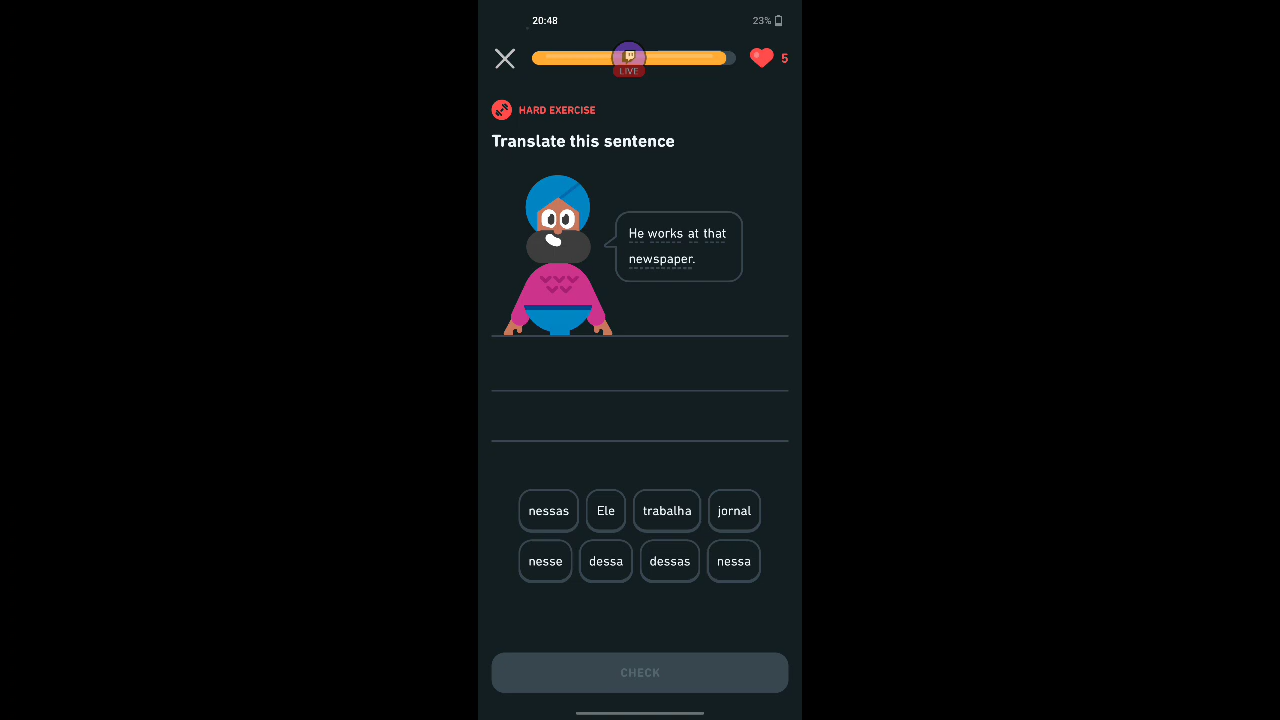 20:48
23%
LIVE
5
HARD EXERCISE
Translate this sentence
He works at that
newspaper.
nessas Ele trabalha jornal
nesse dessa dessas nessa
CHECK